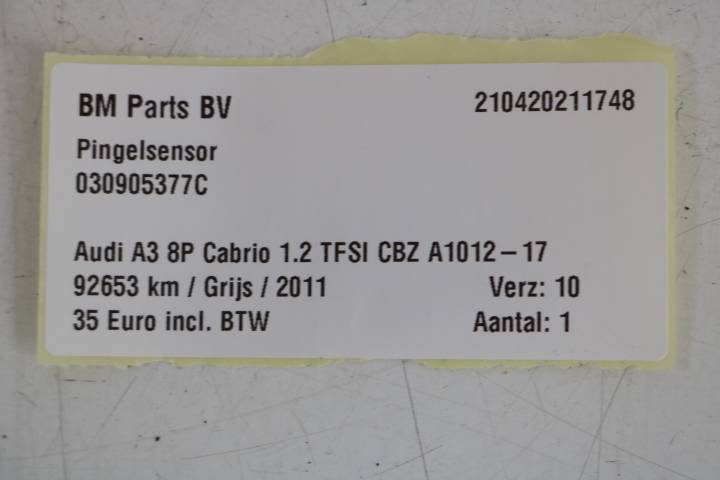 BM Parts BV 210420211748
Pingelsensor
030905377C
Audi A3 8P Cabrio 1.2 TFSI CBZ A1012-17
92653 km / Grijs / 2011 Verz: 10
35 Euro incl. BTW Aantal: 1